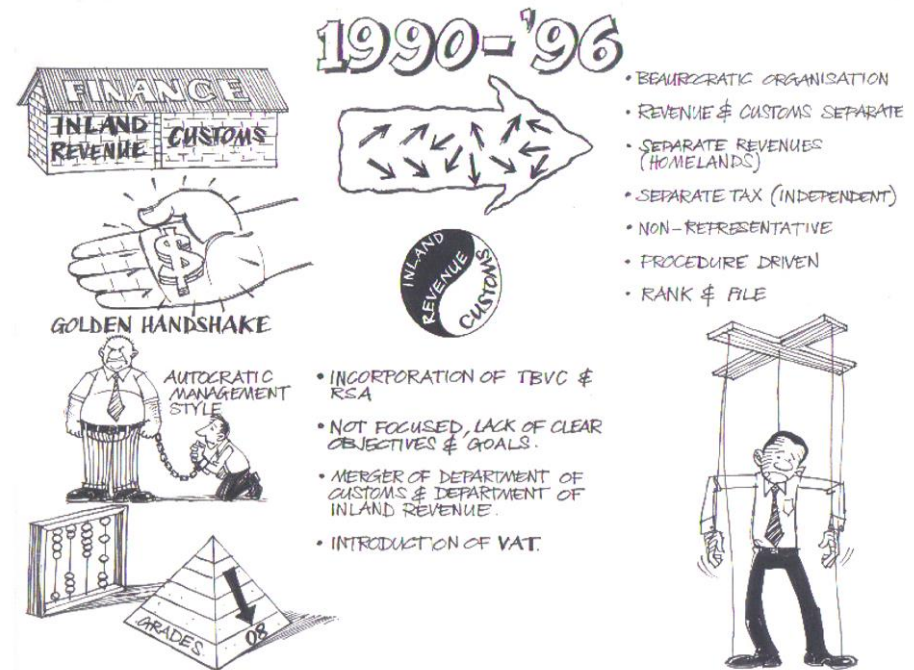 1990-'96
FINANCE
INLAND
REVENUE
CUSTOMS
$
GOLDEN HANDSHAKE
AUTOCRATIC
MANAGEMENT
STYLE
GRADES
08
INLAND
REVENUE
CUSTOMS
• INCORPORATION OF TBVC &
RSA
• NOT FOCUSED, LACK OF CLEAR
OBJECTIVES & GOALS.
• MERGER OF DEPARTMENT OF
CUSTOMS & DEPARTMENT OF
INLAND REVENUE.
• INTRODUCTION OF VAT.
• BEAUROCRATIC ORGANISATION
• REVENUE & CUSTOMS SEPARATE
• SEPARATE REVENUES
(HOMELANDS)
• SEPARATE TAX (INDEPENDENT)
• NON-REPRESENTATIVE
• PROCEDURE DRIVEN
• RANK & FILE